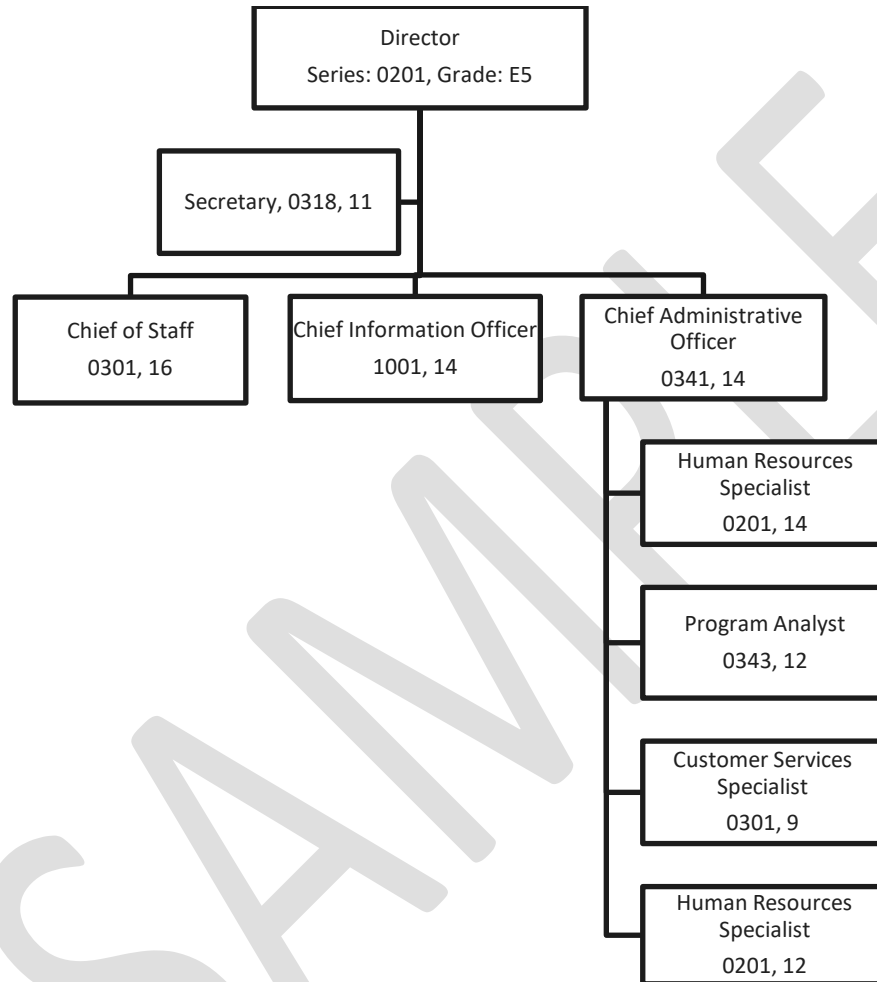 Director
Series: 0201, Grade: E5
Secretary, 0318, 11
Chief of Staff
0301, 16
Chief Information Officer
1001, 14
Chief Administrative
Officer
0341, 14
Human Resources
Specialist
0201, 14
Program Analyst
0343, 12
Customer Services
Specialist
0301, 9
Human Resources
Specialist
0201, 12
SAMPLE